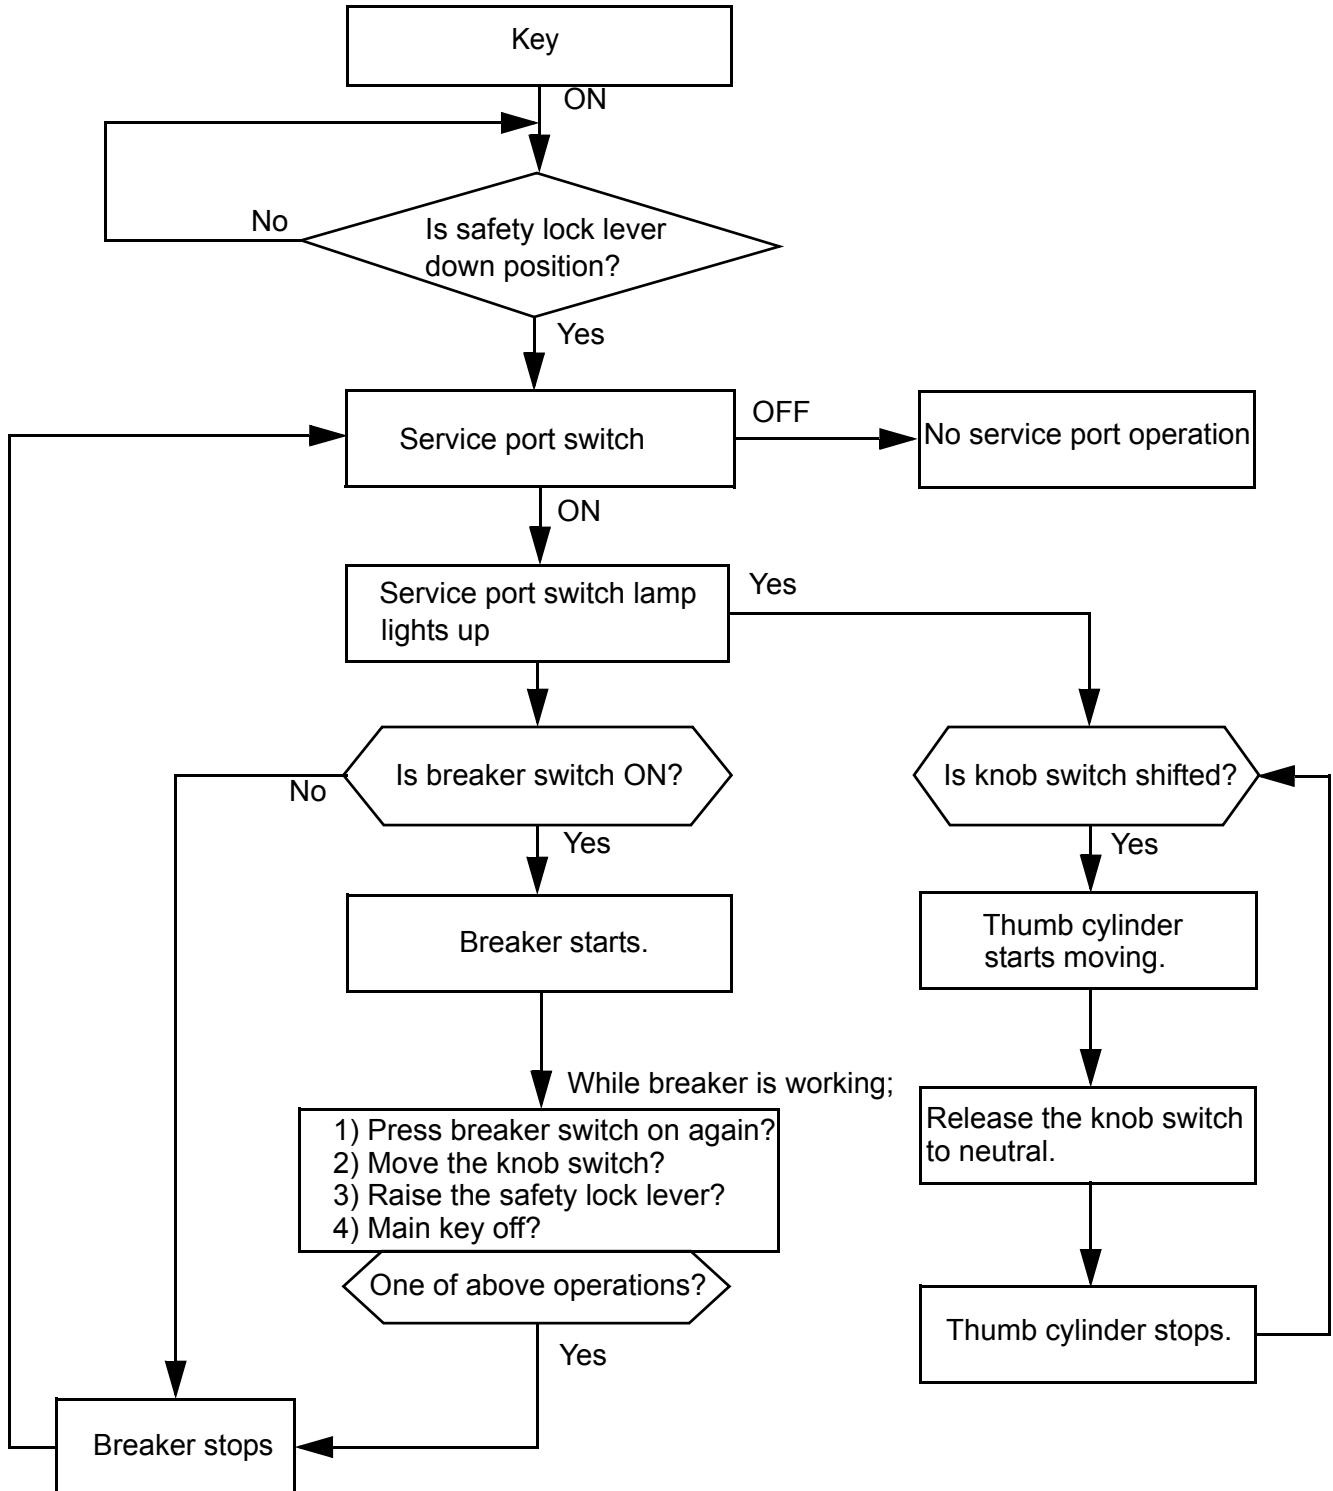 Key
ON
No
Is safety lock lever
down position?
Yes
Service port switch
OFF
No service port operation
ON
Service port switch lamp
lights up
Yes
Is breaker switch ON?
No
Yes
Is knob switch shifted?
Yes
Breaker starts.
Thumb cylinder
starts moving.
While breaker is working;
1) Press breaker switch on again?
2) Move the knob switch?
3) Raise the safety lock lever?
4) Main key off?
Release the knob switch
to neutral.
One of above operations?
Yes
Thumb cylinder stops.
Breaker stops